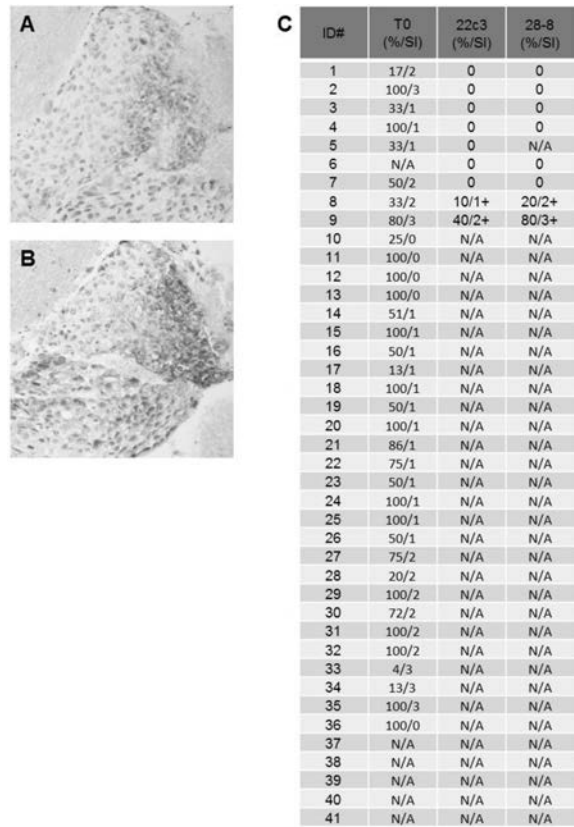 A
B
C
ID# T0 (%/SI) 22c3 (%/SI) 28-8 (%/SI)
1 17/2 0 0
2 100/3 0 0
3 33/1 0 0
4 100/1 0 0
5 33/1 0 N/A
6 N/A 0 0
7 50/2 0 0
8 33/2 10/1+ 20/2+
9 80/3 40/2+ 80/3+
10 25/0 N/A N/A
11 100/0 N/A N/A
12 100/0 N/A N/A
13 100/0 N/A N/A
14 51/1 N/A N/A
15 100/1 N/A N/A
16 50/1 N/A N/A
17 13/1 N/A N/A
18 100/1 N/A N/A
19 50/1 N/A N/A
20 100/1 N/A N/A
21 86/1 N/A N/A
22 75/1 N/A N/A
23 50/1 N/A N/A
24 100/1 N/A N/A
25 100/1 N/A N/A
26 50/1 N/A N/A
27 75/2 N/A N/A
28 20/2 N/A N/A
29 100/2 N/A N/A
30 72/2 N/A N/A
31 100/2 N/A N/A
32 100/2 N/A N/A
33 4/3 N/A N/A
34 13/3 N/A N/A
35 100/3 N/A N/A
36 100/0 N/A N/A
37 N/A N/A N/A
38 N/A N/A N/A
39 N/A N/A N/A
40 N/A N/A N/A
41 N/A N/A N/A